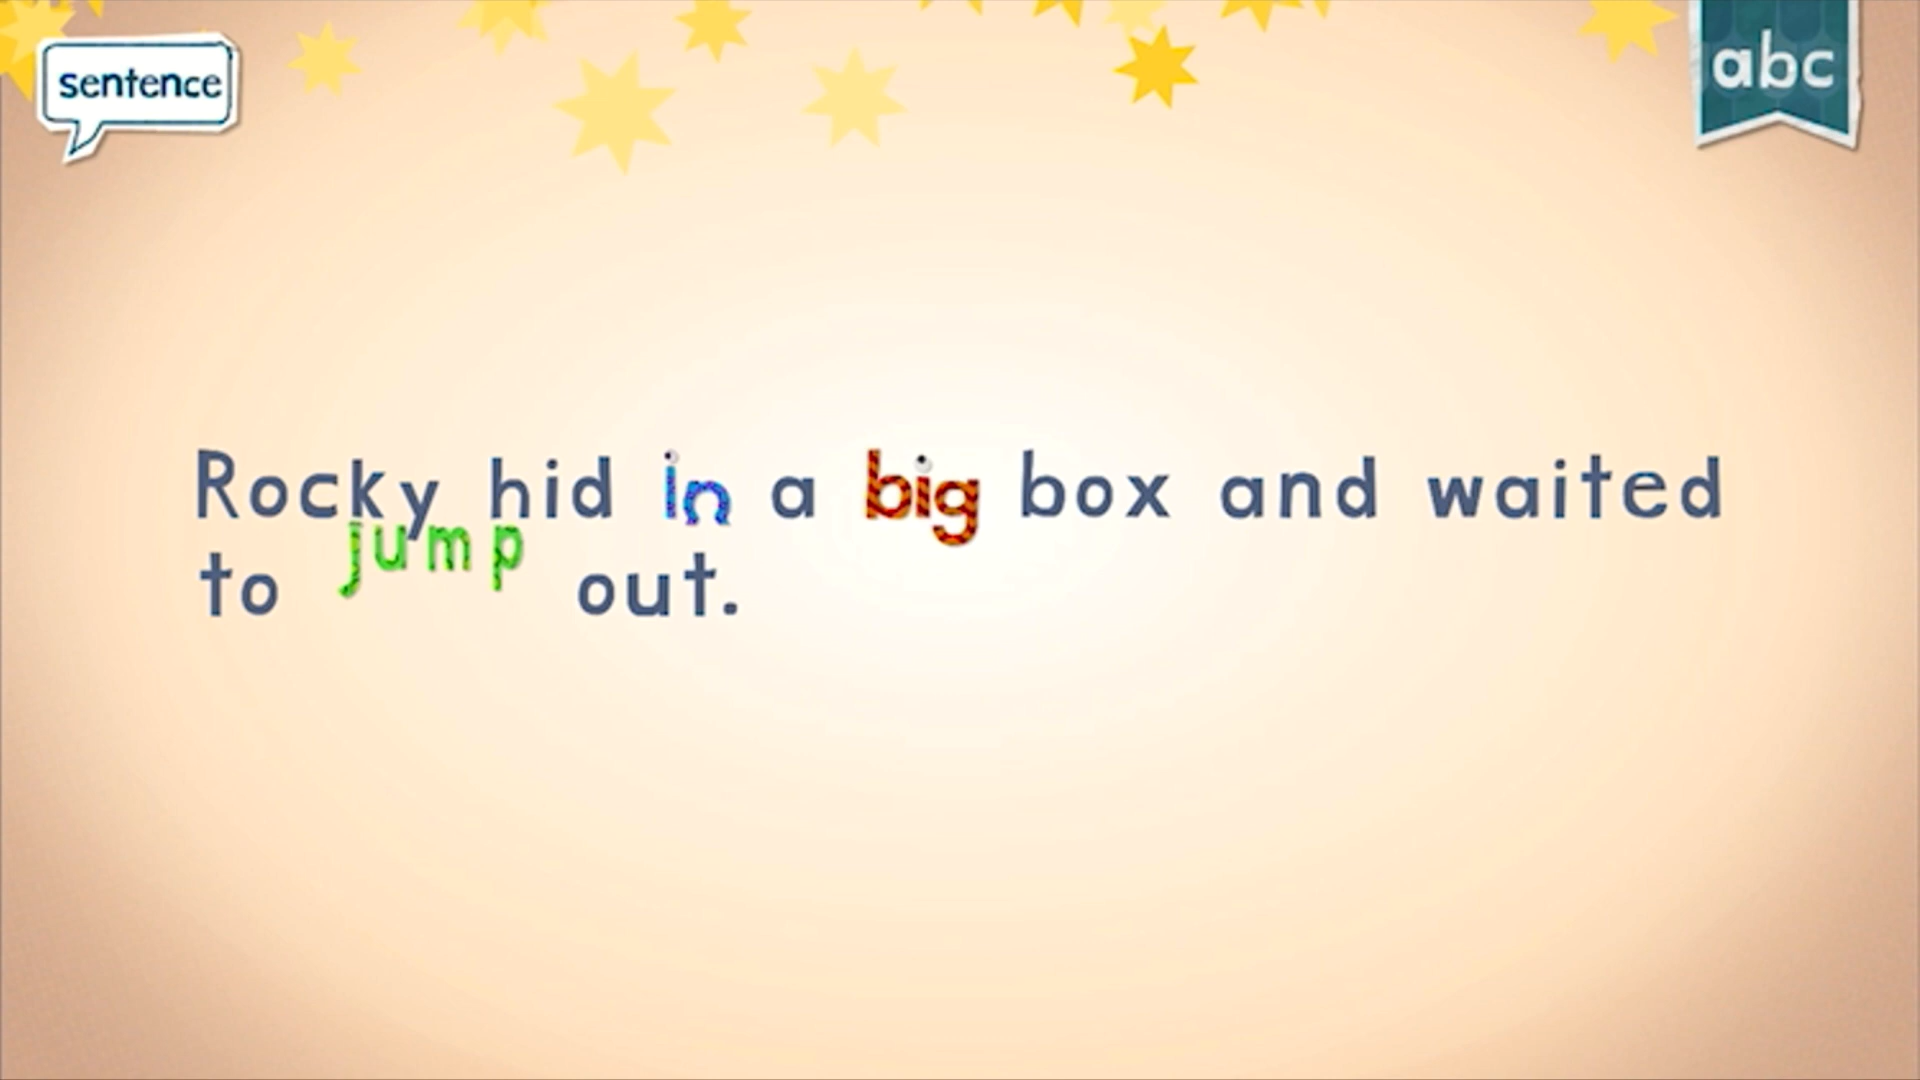 sentence
abc
Rocky hid in a big box and waited
to jump out.